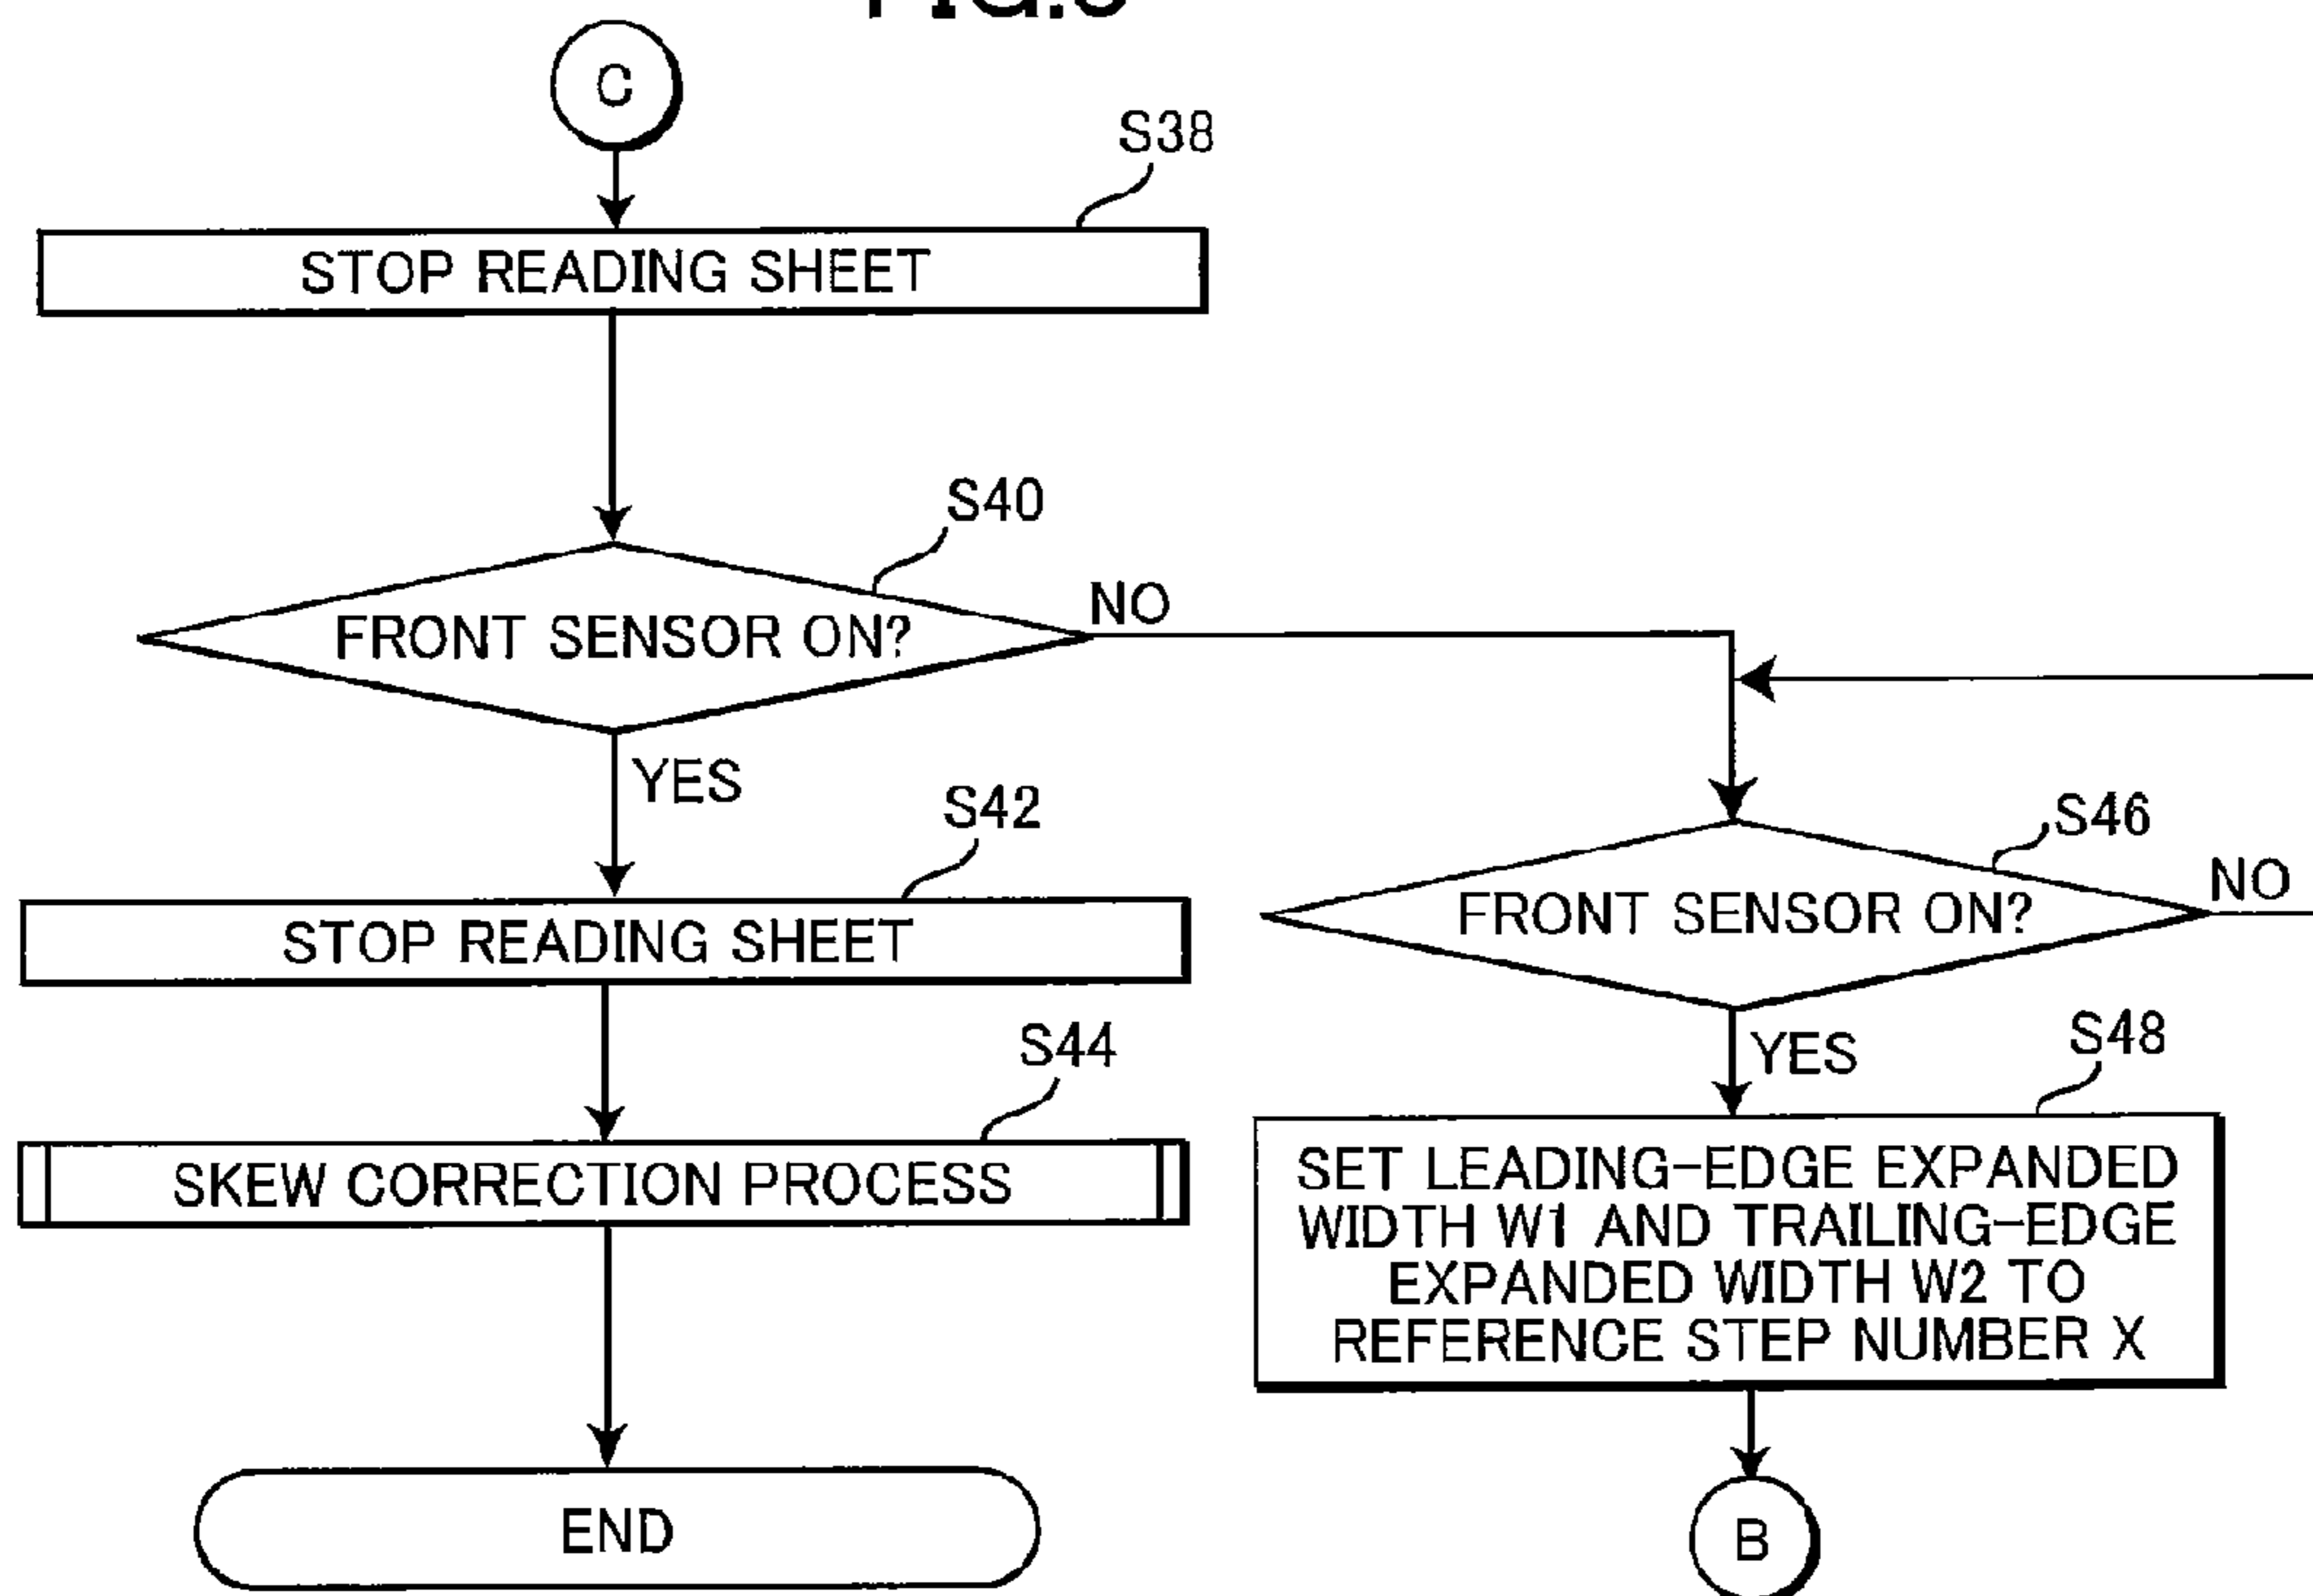 C
S38
STOP READING SHEET
S40
FRONT SENSOR ON?
NO
YES
S42
STOP READING SHEET
S44
SKEW CORRECTION PROCESS
END
S46
FRONT SENSOR ON?
NO
YES
S48
SET LEADING-EDGE EXPANDED
WIDTH W1 AND TRAILING-EDGE
EXPANDED WIDTH W2 TO
REFERENCE STEP NUMBER X
B